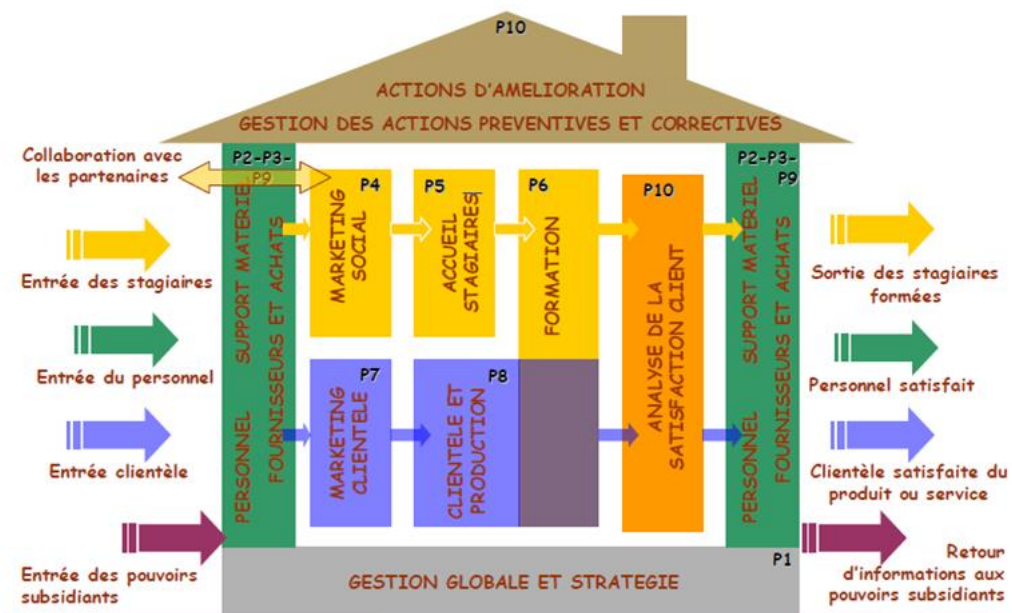 P10
ACTIONS D'AMELIORATION
GESTION DES ACTIONS PREVENTIVES ET CORRECTIVES
Collaboration avec
les partenaires
Entrée des stagiaires
Entrée du personnel
Entrée clientèle
Entrée des pouvoirs
subsidiants
P2-P3-
P9
PERSONNEL SUPPORT MATERIEL
FOURNISSEURS ET ACHATS
P4
MARKETING
SOCIAL
P5
ACCUEIL
STAGIAIRES
P6
FORMATION
P7
MARKETING
CLIENTELE
P8
CLIENTELE ET
PRODUCTION
P10
ANALYSE DE LA
SATISFACTION CLIENT
P2-P3-
P9
PERSONNEL SUPPORT MATERIEL
FOURNISSEURS ET ACHATS
Sortie des stagiaires
formées
Personnel satisfait
Clientèle satisfaite du
produit ou service
Retour
d'informations aux
pouvoirs subsidiants
P1
GESTION GLOBALE ET STRATEGIE